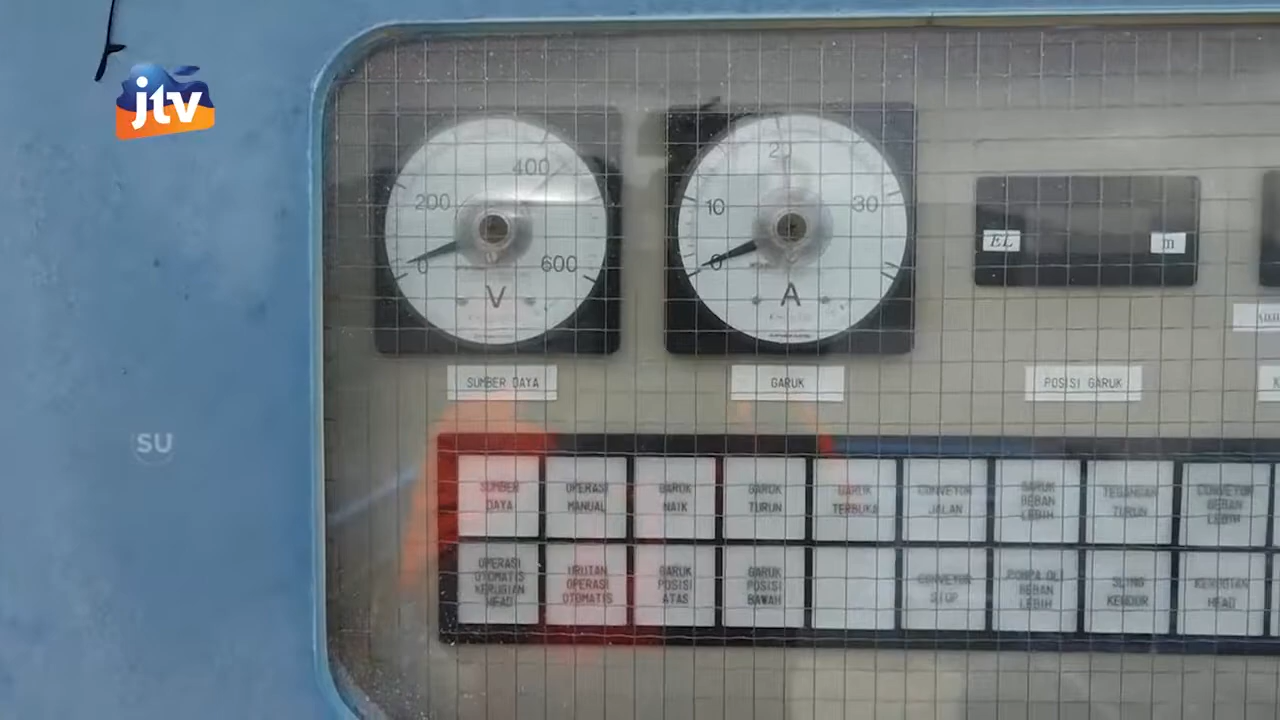 jtv
400
200
0
600
V
20
10
30
0
A
EL
m
SUMBER DAYA
GARUK
POSISI GARUK
SU
SUMBER
DAYA
OPERASI
MANUAL
GARUK
NAIK
GARUK
TURUN
GARUK
TERBUKA
CONVEYOR
JALAN
GARUK
BEBAN
LEBIH
TEGANGAN
TURUN
CONVEYOR
BEBAN
LEBIH
OPERASI
OTOMATIS
KERUGIAN
HEAD
URUTAN
OPERASI
OTOMATIS
GARUK
POSISI
ATAS
GARUK
POSISI
BAWAH
CONVEYOR
STOP
POMPA OLI
BEBAN
LEBIH
SLING
KENDOR
KERUGIAN
HEAD